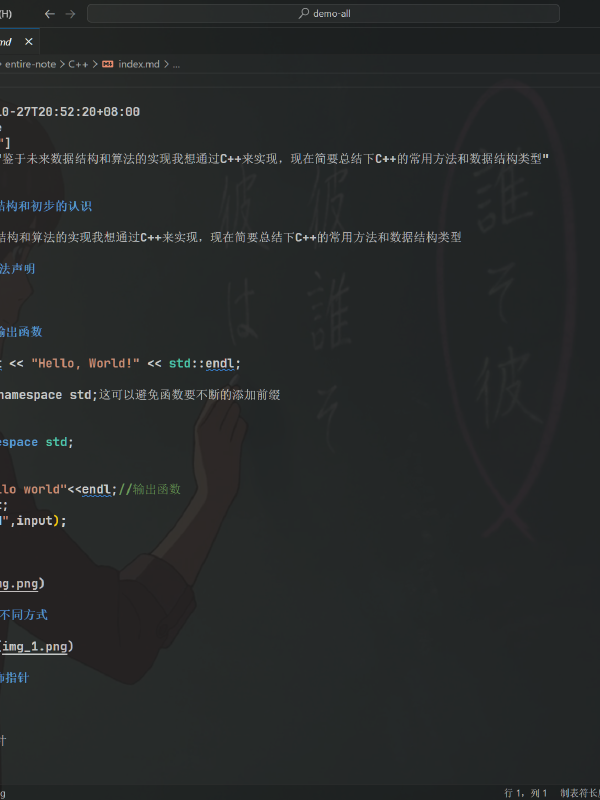 (H)
demo-all
md
entire-note > C++ > index.md > ...
0-27T20:52:20+08:00
"]
"鉴于未来数据结构和算法的实现我想通过C++来实现，现在简要总结下C++的常用方法和数据结构类型"
结构和初步的认识
结构和算法的实现我想通过C++来实现，现在简要总结下C++的常用方法和数据结构类型
法声明
输出函数
<< "Hello, World!" << std::endl;
namespace std;这可以避免函数要不断的添加前缀
espace std;
llo world"<<endl;//输出函数
;
",input);
ng.png)
不同方式
(img_1.png)
饰指针
针
誰そ彼
彼誰そ
彼は
行 1，列 1 制表符长